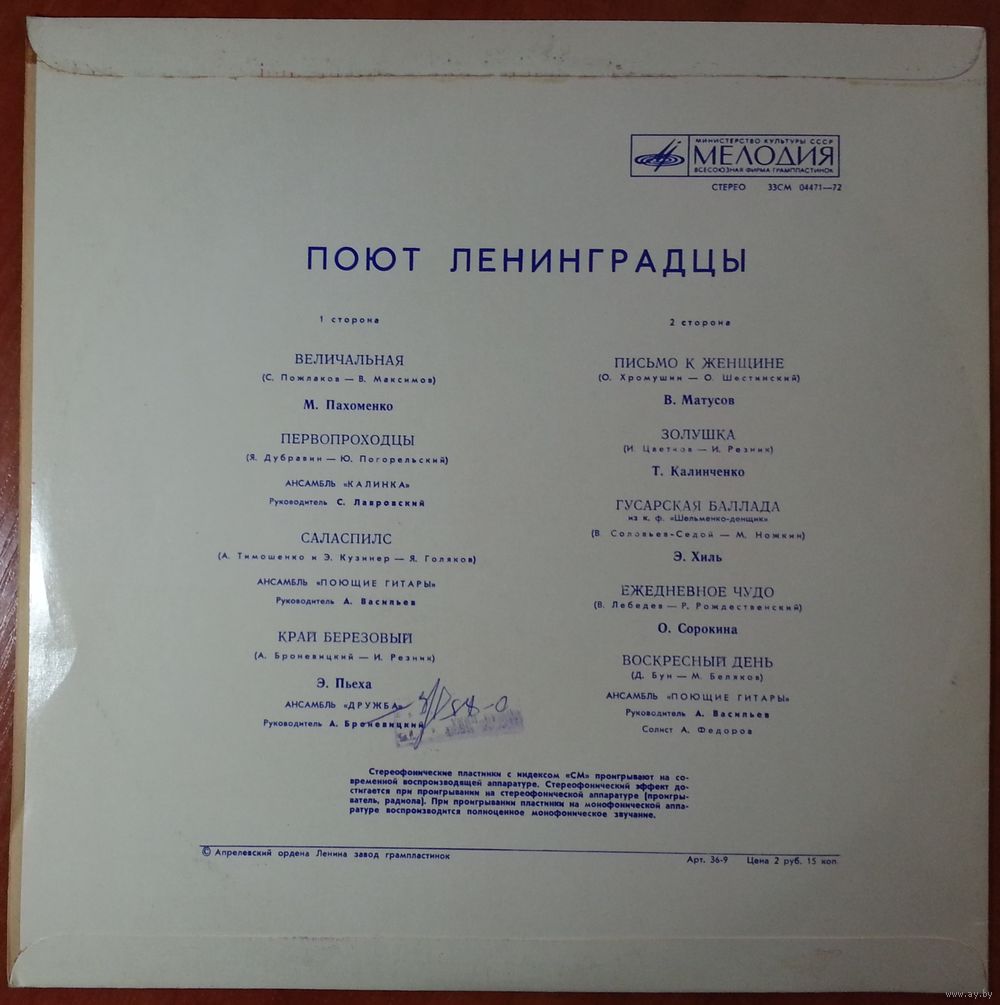 МИНИСТЕРСТВО КУЛЬТУРЫ СССР
МЕЛОДИЯ
ВСЕСОЮЗНАЯ ФИРМА ГРАМПЛАСТИНОК
СТЕРЕО 33СМ 04471—72
ПОЮТ ЛЕНИНГРАДЦЫ
1 сторона
ВЕЛИЧАЛЬНАЯ
(С. Пожлаков — В. Максимов)
М. Пахоменко
ПЕРВОПРОХОДЦЫ
(Я. Дубравин — Ю. Погорельский)
АНСАМБЛЬ «КАЛИНКА»
Руководитель С. Лавровский
САЛАСПИЛС
(А. Тимошенко и Э. Кузинер — Я. Голяков)
АНСАМБЛЬ «ПОЮЩИЕ ГИТАРЫ»
Руководитель А. Васильев
КРАЙ БЕРЕЗОВЫЙ
(А. Броневицкий — И. Резник)
Э. Пьеха
АНСАМБЛЬ «ДРУЖБА»
Руководитель А. Броневицкий
2 сторона
ПИСЬМО К ЖЕНЩИНЕ
(О. Хромушин — О. Шестинский)
В. Матусов
ЗОЛУШКА
(И. Цветков — И. Резник)
Т. Калинченко
ГУСАРСКАЯ БАЛЛАДА
из к. ф. «Шельменко-денщик»
(В. Соловьев-Седой — М. Ножкин)
Э. Хиль
ЕЖЕДНЕВНОЕ ЧУДО
(В. Лебедев — Р. Рождественский)
О. Сорокина
ВОСКРЕСНЫЙ ДЕНЬ
(Д. Бун — М. Беляков)
АНСАМБЛЬ «ПОЮЩИЕ ГИТАРЫ»
Руководитель А. Васильев
Солист А. Федоров
Стереофонические пластинки с индексом «СМ» проигрывают на со-
временной воспроизводящей аппаратуре. Стереофонический эффект до-
стигается при проигрывании на стереофонической аппаратуре (проигры-
ватель, радиола). При проигрывании пластинки на монофонической аппа-
ратуре воспроизводится полноценное монофоническое звучание.
© Апрелевский ордена Ленина завод грампластинок
Арт. 36-9 Цена 2 руб. 15 коп.
www.ay.by